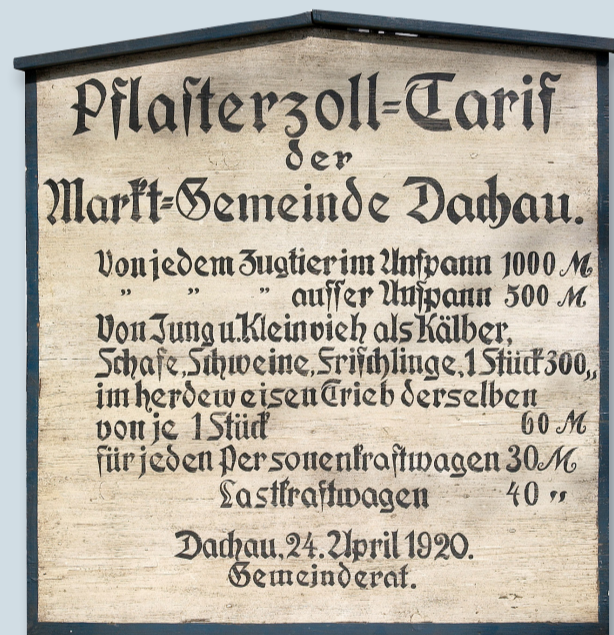 Pflasterzoll=Tarif
der
Markt=Gemeinde Dachau.
Von jedem Zugtier im Anspann 1000 M
" " " ausser Anspann 500 M
Von Jung u. Kleinvieh als Kälber,
Schafe, Schweine, Frischlinge, 1 Stück 300 "
im herdeweisen Trieb derselben
von je 1 Stück 60 M
für jeden Personenkraftwagen 30 M
Lastkraftwagen 40 "
Dachau, 24. April 1920.
Gemeinderat.